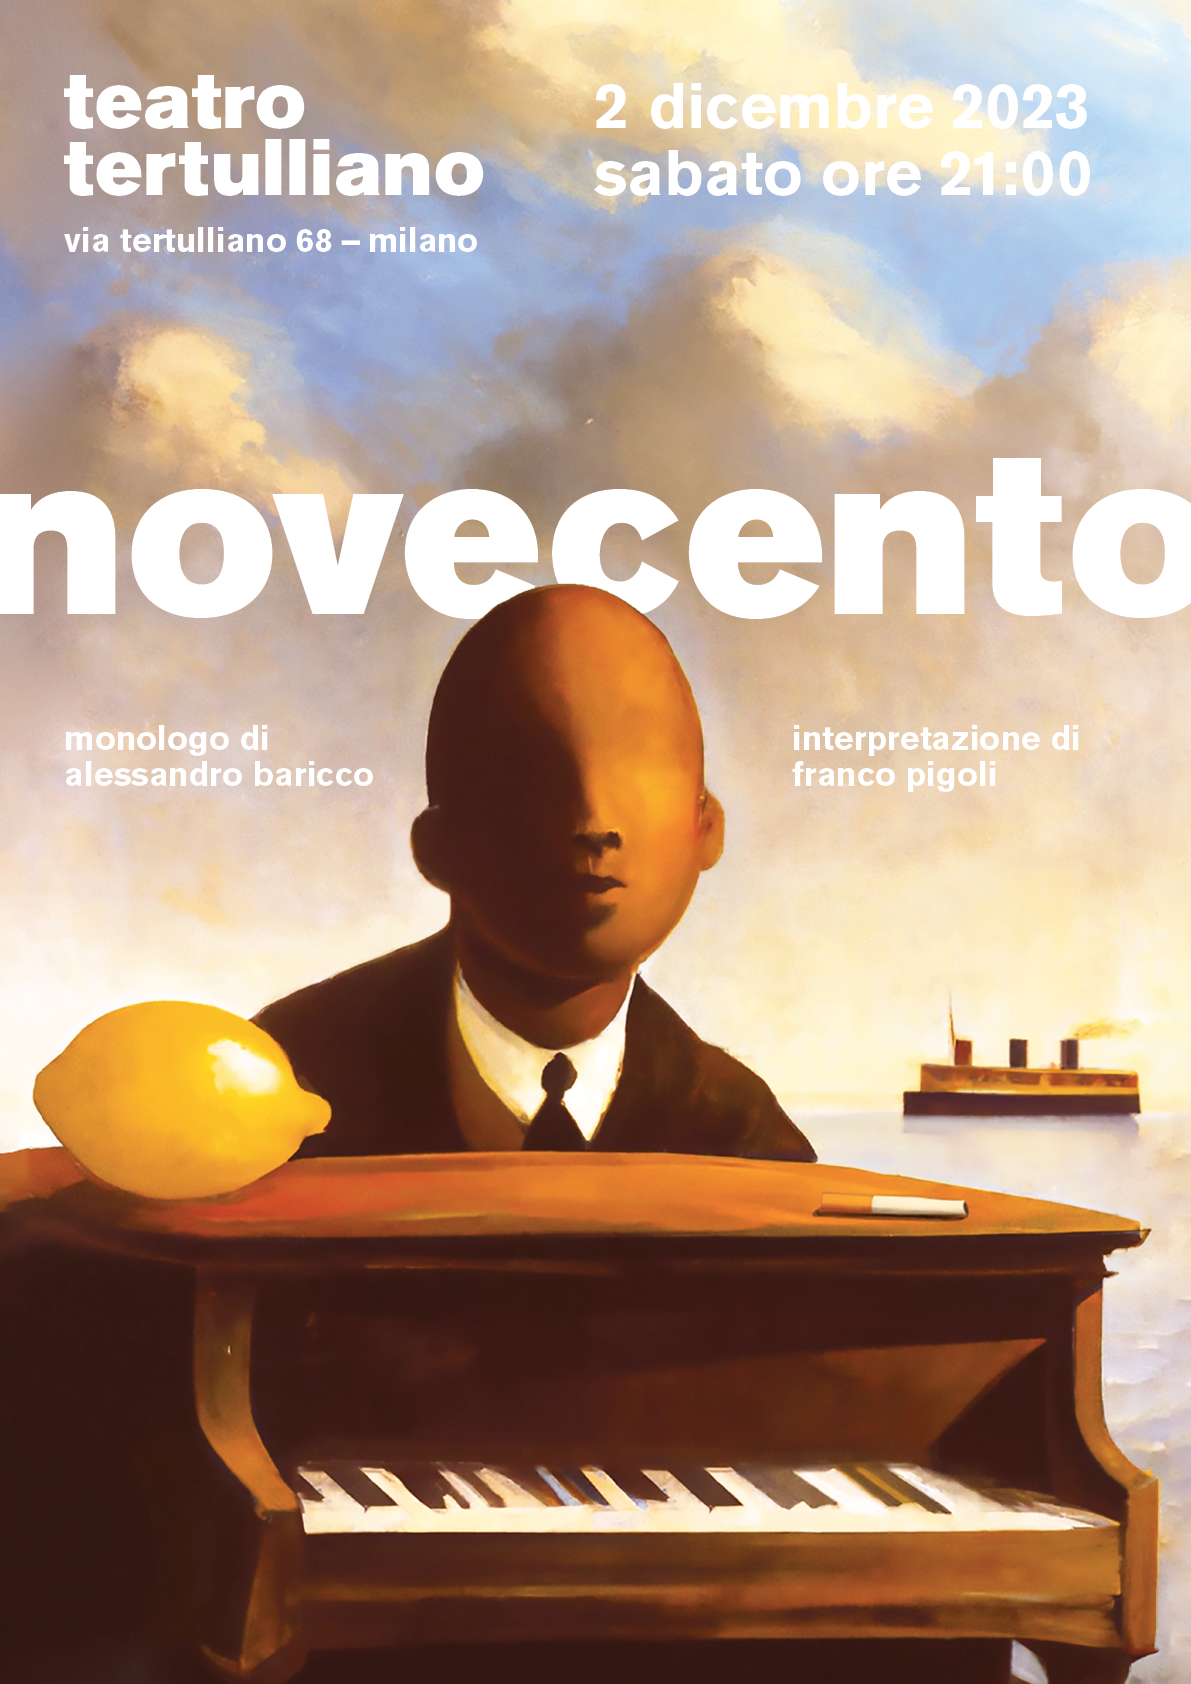 teatro
tertulliano
via tertulliano 68 – milano
2 dicembre 2023
sabato ore 21:00
novecento
monologo di
alessandro baricco
interpretazione di
franco pigoli